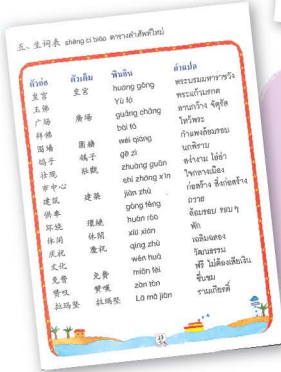 五、生词表 shēng cí biǎo ตารางคำศัพท์ใหม่
ตัวย่อ ตัวเต็ม พินอิน คำแปล
皇宫 皇宮 huáng gōng พระบรมมหาราชวัง
玉佛 Yù fó พระแก้วมรกต
广场 廣場 guǎng chǎng ลานกว้าง จัตุรัส
拜佛 bài fó ไหว้พระ
围墙 圍牆 wéi qiáng กำแพงล้อมรอบ
鸽子 鴿子 gē zi นกพิราบ
壮观 壯觀 zhuàng guān สง่างาม โอ่อ่า
市中心 shì zhōng xīn ใจกลางเมือง
建筑 建築 jiàn zhù ก่อสร้าง สิ่งก่อสร้าง
供奉 gòng fèng ถวาย
环绕 環繞 huán rào ล้อมรอบ รอบๆ
休闲 休閒 xiū xián พัก
庆祝 慶祝 qìng zhù เฉลิมฉลอง
文化 wén huà วัฒนธรรม
免费 免費 miǎn fèi ฟรี ไม่ต้องเสียเงิน
赞叹 贊嘆 zàn tàn ชื่นชม
拉玛坚 拉瑪堅 Lā mǎ jiān รามเกียรติ์